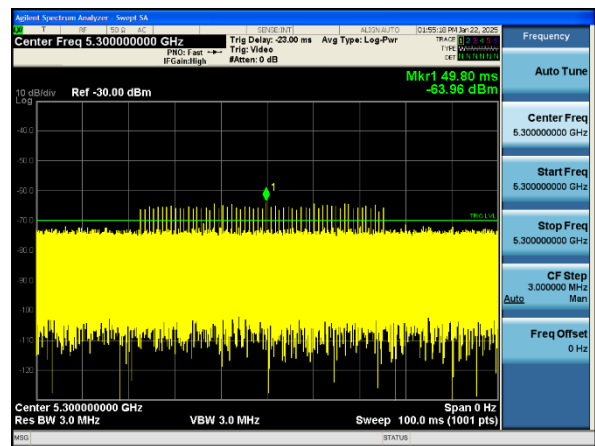 Agilent Spectrum Analyzer - Swept SA
T RF 50 Ω AC SENSE:INT ALIGN AUTO 01:55:18 PM Jan 22, 2025
Center Freq 5.300000000 GHz
PNO: Fast
IFGain:High
Trig Delay: -23.00 ms
Trig: Video
#Atten: 0 dB
Avg Type: Log-Pwr
TRACE 1 2 3 4 5 6
TYPE
DET N N N N N N
Mkr1 49.80 ms
-63.96 dBm
10 dB/div Ref -30.00 dBm
Log
-40.0
-50.0
-60.0
1
TRIG LVL
-70.0
-80.0
-90.0
-100
-110
-120
Center 5.300000000 GHz Span 0 Hz
Res BW 3.0 MHz VBW 3.0 MHz Sweep 100.0 ms (1001 pts)
MSG STATUS
Frequency
Auto Tune
Center Freq
5.300000000 GHz
Start Freq
5.300000000 GHz
Stop Freq
5.300000000 GHz
CF Step
3.000000 MHz
Auto Man
Freq Offset
0 Hz